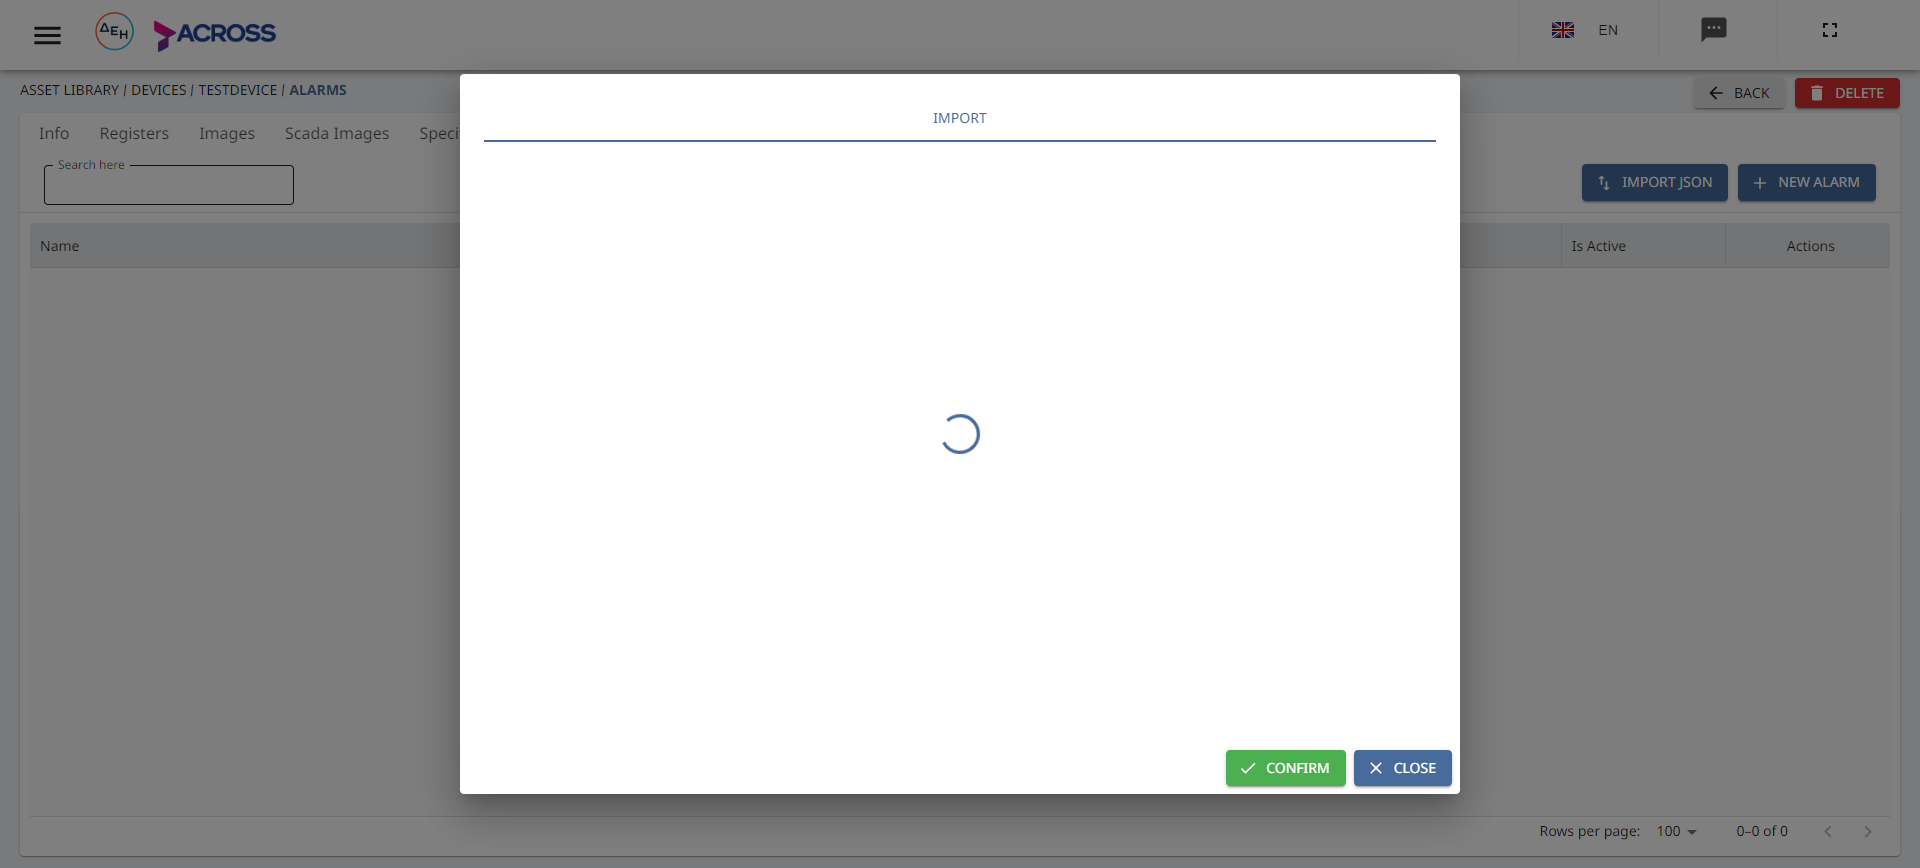 ΔEH
ACROSS
EN
ASSET LIBRARY / DEVICES / TESTDEVICE / ALARMS
BACK
DELETE
Info
Registers
Images
Scada Images
Speci
Search here
IMPORT JSON
NEW ALARM
Name
Is Active
Actions
IMPORT
CONFIRM
CLOSE
Rows per page: 100
0–0 of 0